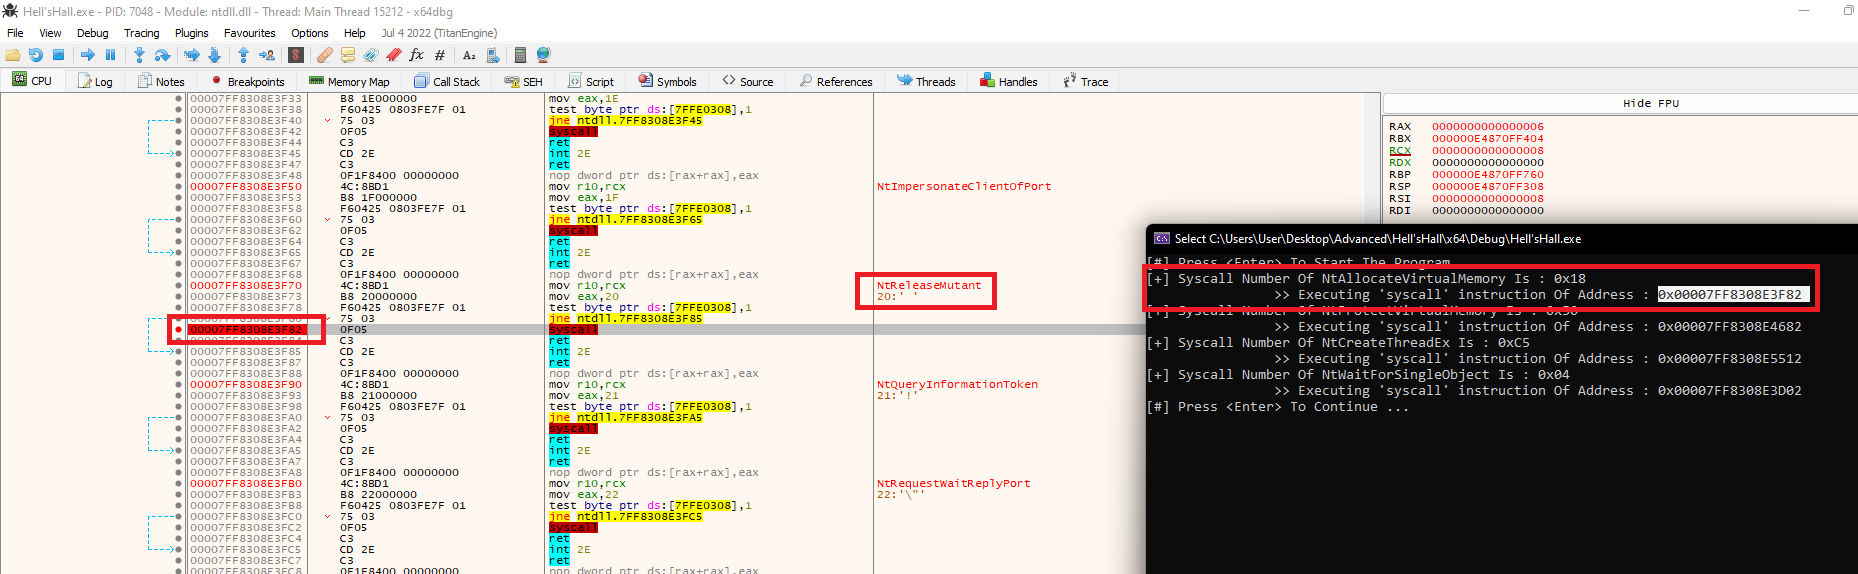 Hell'sHall.exe - PID: 7048 - Module: ntdll.dll - Thread: Main Thread 15212 - x64dbg
File View Debug Tracing Plugins Favourites Options Help Jul 4 2022 (TitanEngine)
CPU Log Notes Breakpoints Memory Map Call Stack SEH Script Symbols Source References Threads Handles Trace
00007FF8308E3F33 B8 1E000000 mov eax,1E
00007FF8308E3F38 F60425 0803FE7F 01 test byte ptr ds:[7FFE0308],1
00007FF8308E3F40 75 03 jne ntdll.7FF8308E3F45
00007FF8308E3F42 0F05 syscall
00007FF8308E3F44 C3 ret
00007FF8308E3F45 CD 2E int 2E
00007FF8308E3F47 C3 ret
00007FF8308E3F48 0F1F8400 00000000 nop dword ptr ds:[rax+rax],eax
00007FF8308E3F50 4C:8BD1 mov r10,rcx NtImpersonateClientOfPort
00007FF8308E3F53 B8 1F000000 mov eax,1F
00007FF8308E3F58 F60425 0803FE7F 01 test byte ptr ds:[7FFE0308],1
00007FF8308E3F60 75 03 jne ntdll.7FF8308E3F65
00007FF8308E3F62 0F05 syscall
00007FF8308E3F64 C3 ret
00007FF8308E3F65 CD 2E int 2E
00007FF8308E3F67 C3 ret
00007FF8308E3F68 0F1F8400 00000000 nop dword ptr ds:[rax+rax],eax
00007FF8308E3F70 4C:8BD1 mov r10,rcx NtReleaseMutant
00007FF8308E3F73 B8 20000000 mov eax,20 20:' '
00007FF8308E3F78 F60425 0803FE7F 01 test byte ptr ds:[7FFE0308],1
00007FF8308E3F80 75 03 jne ntdll.7FF8308E3F85
00007FF8308E3F82 0F05 syscall
00007FF8308E3F84 C3 ret
00007FF8308E3F85 CD 2E int 2E
00007FF8308E3F87 C3 ret
00007FF8308E3F88 0F1F8400 00000000 nop dword ptr ds:[rax+rax],eax
00007FF8308E3F90 4C:8BD1 mov r10,rcx NtQueryInformationToken
00007FF8308E3F93 B8 21000000 mov eax,21 21:'!'
00007FF8308E3F98 F60425 0803FE7F 01 test byte ptr ds:[7FFE0308],1
00007FF8308E3FA0 75 03 jne ntdll.7FF8308E3FA5
00007FF8308E3FA2 0F05 syscall
00007FF8308E3FA4 C3 ret
00007FF8308E3FA5 CD 2E int 2E
00007FF8308E3FA7 C3 ret
00007FF8308E3FA8 0F1F8400 00000000 nop dword ptr ds:[rax+rax],eax
00007FF8308E3FB0 4C:8BD1 mov r10,rcx NtRequestWaitReplyPort
00007FF8308E3FB3 B8 22000000 mov eax,22 22:'\"'
00007FF8308E3FB8 F60425 0803FE7F 01 test byte ptr ds:[7FFE0308],1
00007FF8308E3FC0 75 03 jne ntdll.7FF8308E3FC5
00007FF8308E3FC2 0F05 syscall
00007FF8308E3FC4 C3 ret
00007FF8308E3FC5 CD 2E int 2E
00007FF8308E3FC7 C3 ret
00007FF8308E3FC8 0F1F8400 00000000 nop dword ptr ds:[rax+rax],eax
Hide FPU
RAX 0000000000000006
RBX 000000E4870FF404
RCX 0000000000000008
RDX 0000000000000000
RBP 000000E4870FF760
RSP 000000E4870FF308
RSI 0000000000000008
RDI 0000000000000000
Select C:\Users\User\Desktop\Advanced\Hell'sHall\x64\Debug\Hell'sHall.exe
[#] Press <Enter> To Start The Program
[+] Syscall Number Of NtAllocateVirtualMemory Is : 0x18
>> Executing 'syscall' instruction Of Address : 0x00007FF8308E3F82
[+] Syscall Number Of NtProtectVirtualMemory Is : 0x50
>> Executing 'syscall' instruction Of Address : 0x00007FF8308E4682
[+] Syscall Number Of NtCreateThreadEx Is : 0xC5
>> Executing 'syscall' instruction Of Address : 0x00007FF8308E5512
[+] Syscall Number Of NtWaitForSingleObject Is : 0x04
>> Executing 'syscall' instruction Of Address : 0x00007FF8308E3D02
[#] Press <Enter> To Continue ...